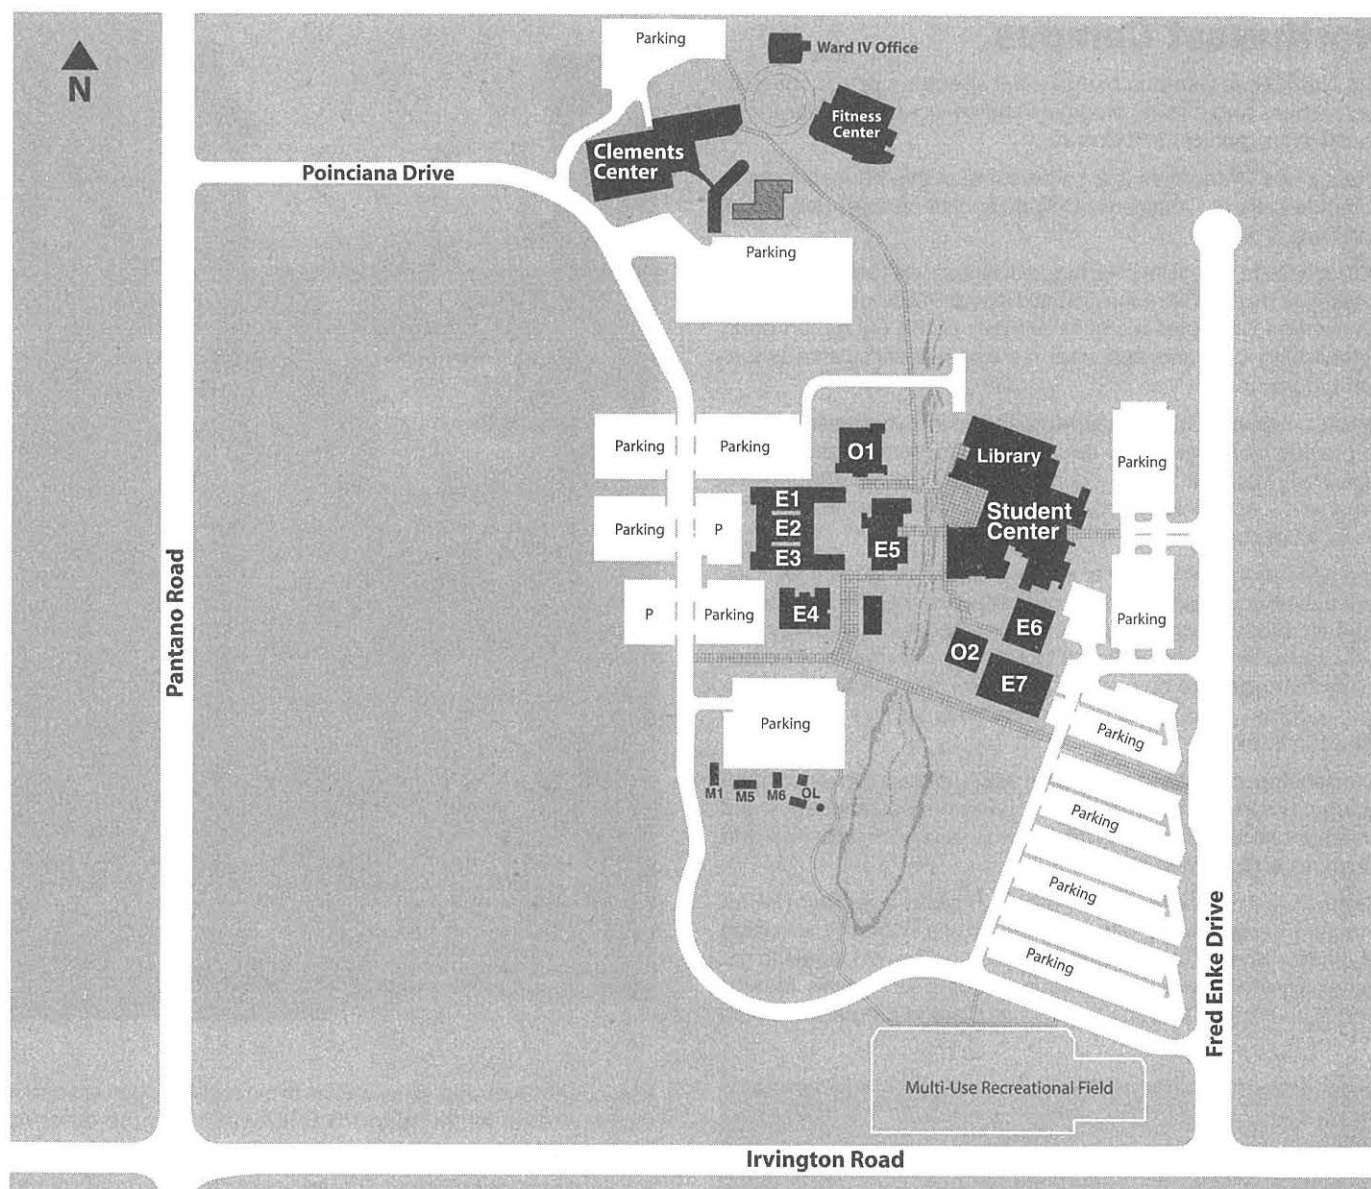 Parking
Ward IV Office
N
Fitness
Center
Clements
Center
Poinciana Drive
Parking
Parking
Parking
O1
Library
Parking
E1
Student
Center
Parking
P
E2
E5
E3
Pantano Road
P
Parking
E4
E6
Parking
O2
E7
Parking
Parking
M1
M5
M6
OL
Parking
Parking
Parking
Fred Enke Drive
Multi-Use Recreational Field
Irvington Road